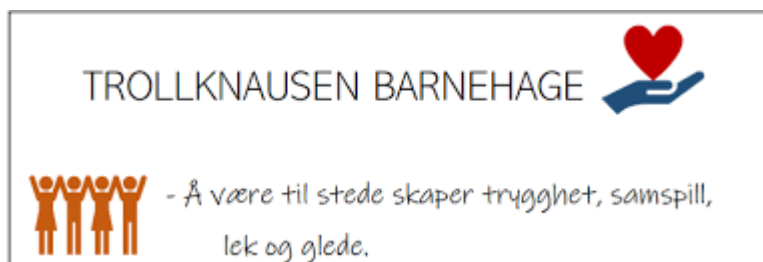 TROLLKNAUSEN BARNEHAGE
- Å være til stede skaper trygghet, samspill,
lek og glede.